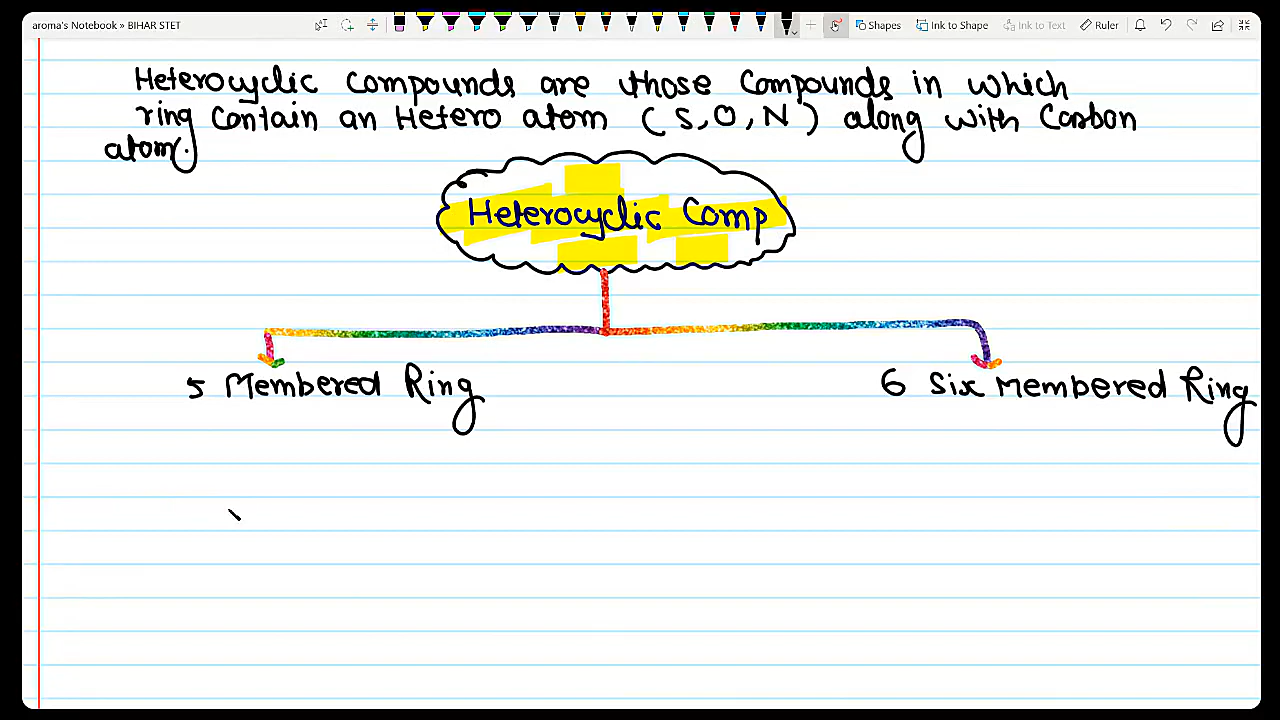 aroma's Notebook » BIHAR STET
Shapes
Ink to Shape
Ink to Text
Ruler
Heterocyclic Compounds are those Compounds in which
ring Contain an Hetero atom (S,O,N) along with Carbon
atom.
Heterocyclic Comp
5 Membered Ring
6 Six Membered Ring